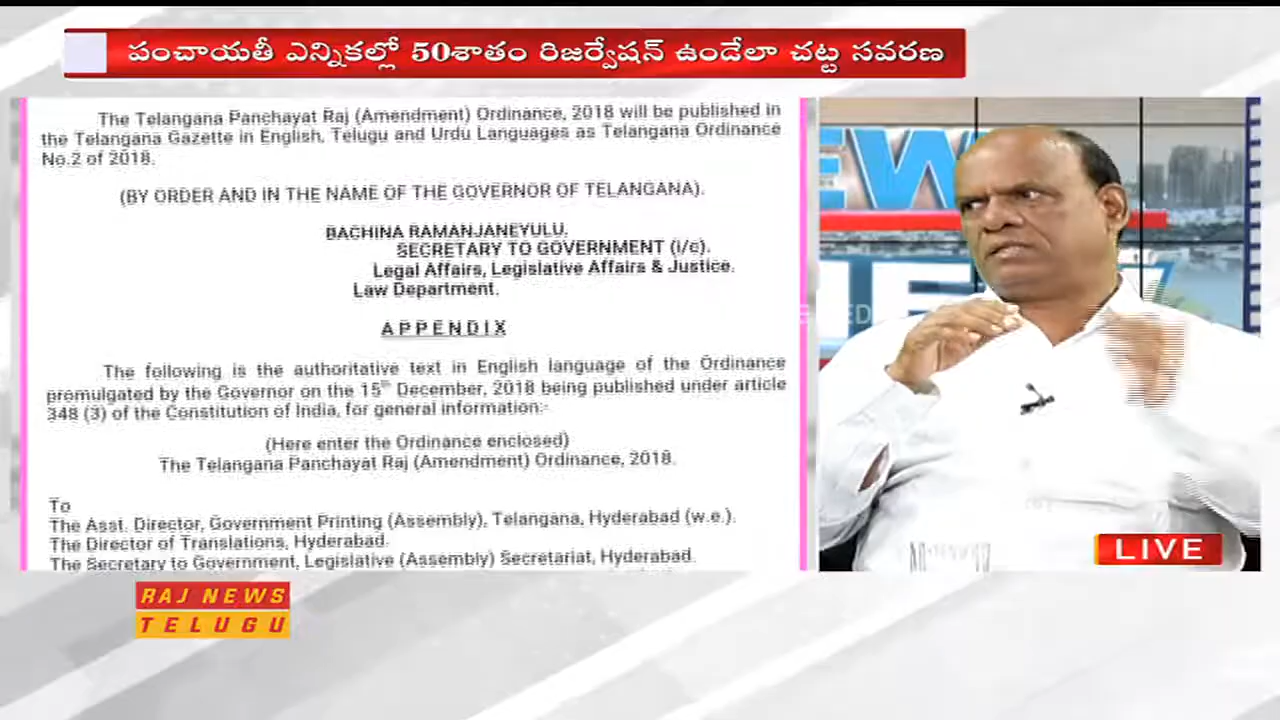 పంచాయతీ ఎన్నికల్లో 50శాతం రిజర్వేషన్ ఉండేలా చట్ట సవరణ
The Telangana Panchayat Raj (Amendment) Ordinance, 2018 will be published in
the Telangana Gazette in English, Telugu and Urdu Languages as Telangana Ordinance
No.2 of 2018.
(BY ORDER AND IN THE NAME OF THE GOVERNOR OF TELANGANA).
BACHINA RAMANJANEYULU.
SECRETARY TO GOVERNMENT (i/c).
Legal Affairs, Legislative Affairs & Justice.
Law Department.
APPENDIX
The following is the authoritative text in English language of the Ordinance
promulgated by the Governor on the 15th December, 2018 being published under article
348 (3) of the Constitution of India, for general information:-
(Here enter the Ordinance enclosed)
The Telangana Panchayat Raj (Amendment) Ordinance, 2018.
To
The Asst. Director, Government Printing (Assembly), Telangana, Hyderabad (w.e.).
The Director of Translations, Hyderabad.
The Secretary to Government, Legislative (Assembly) Secretariat, Hyderabad.
EW
LIVE
RAJ NEWS
TELUGU